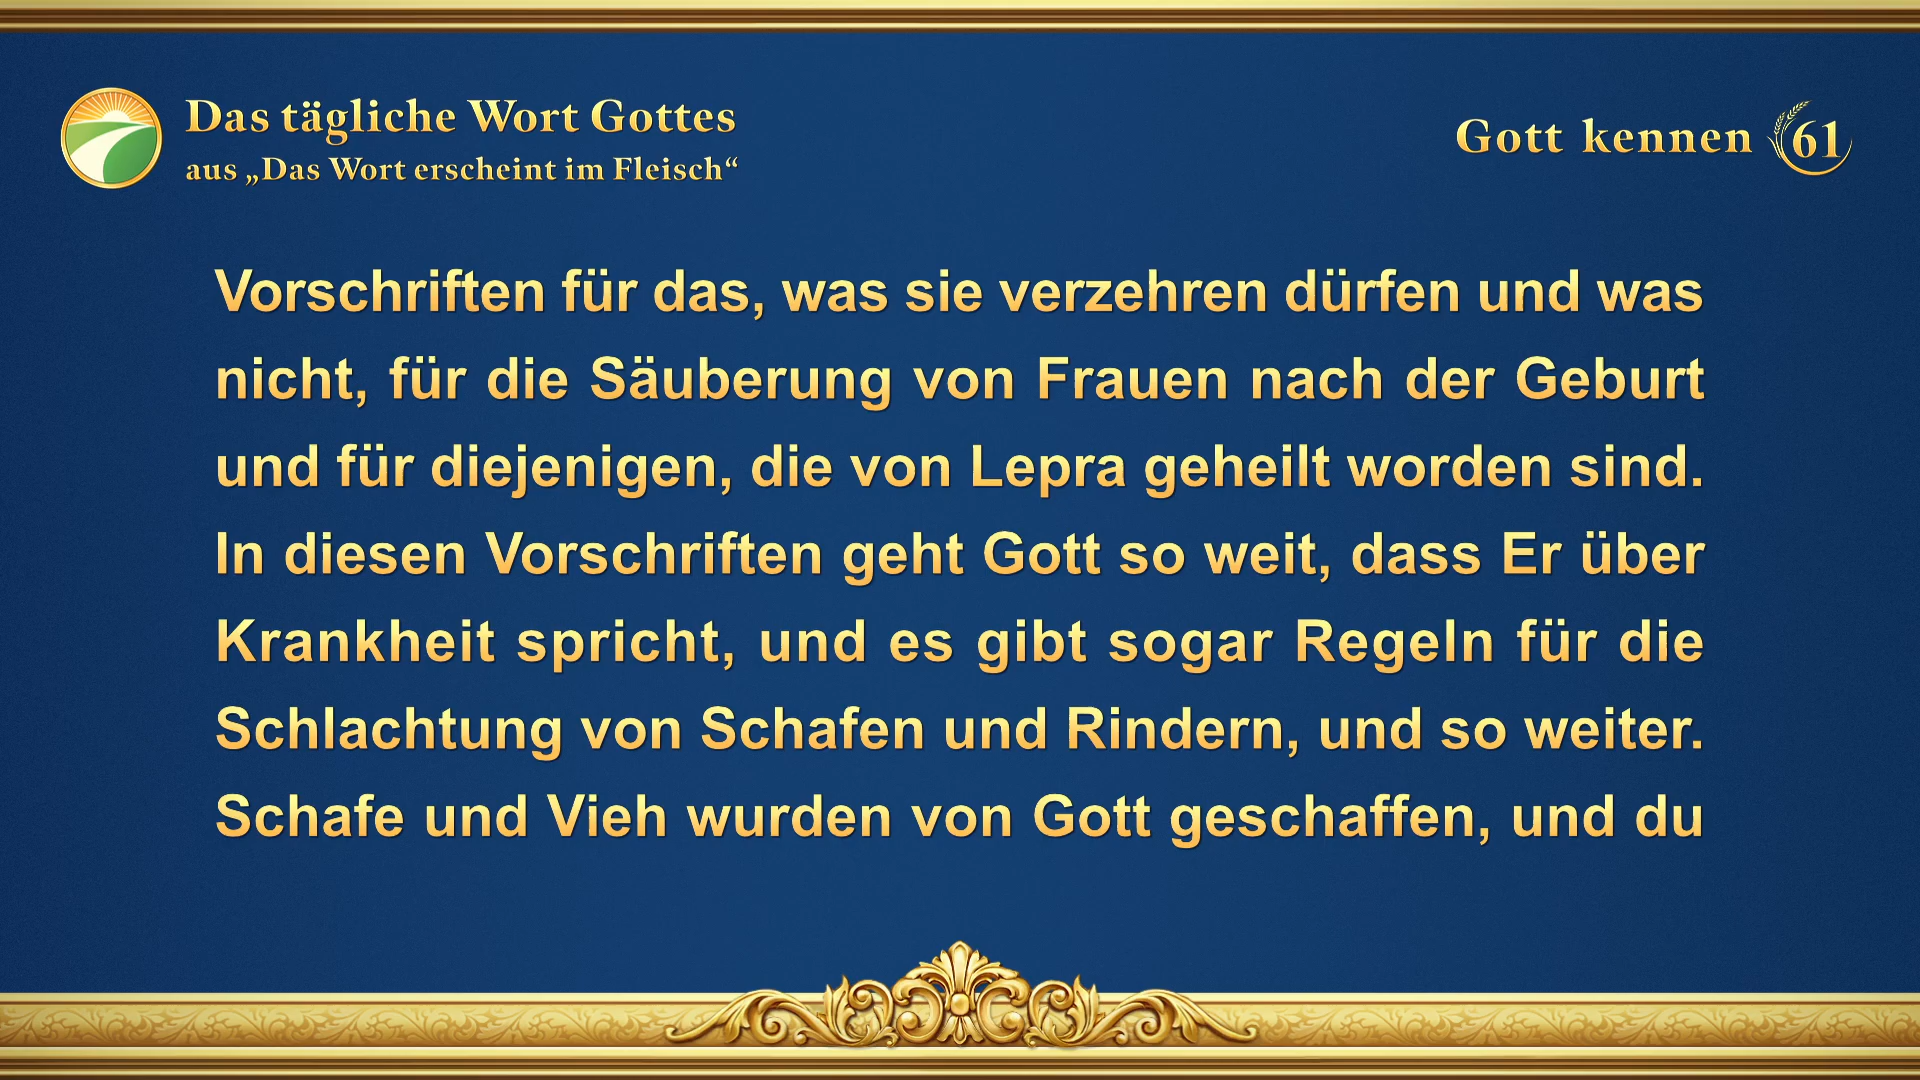 Das tägliche Wort Gottes
aus „Das Wort erscheint im Fleisch“
Gott kennen 61
Vorschriften für das, was sie verzehren dürfen und was
nicht, für die Säuberung von Frauen nach der Geburt
und für diejenigen, die von Lepra geheilt worden sind.
In diesen Vorschriften geht Gott so weit, dass Er über
Krankheit spricht, und es gibt sogar Regeln für die
Schlachtung von Schafen und Rindern, und so weiter.
Schafe und Vieh wurden von Gott geschaffen, und du